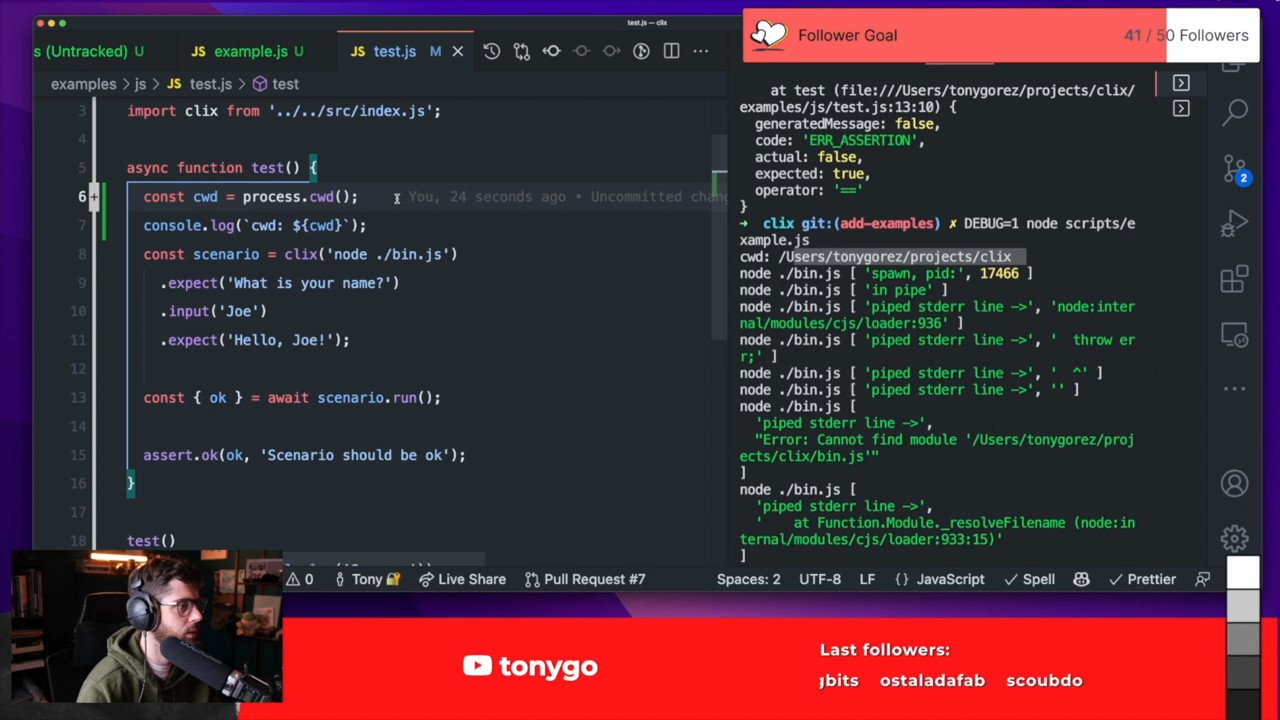 test.js — clix
s (Untracked) U
JS example.js U
JS test.js M
examples > js > JS test.js > test
3 import clix from '../../src/index.js';
4
5 async function test() {
6 const cwd = process.cwd(); You, 24 seconds ago • Uncommitted chang
7 console.log(`cwd: ${cwd}`);
8 const scenario = clix('node ./bin.js')
9 .expect('What is your name?')
10 .input('Joe')
11 .expect('Hello, Joe!');
12
13 const { ok } = await scenario.run();
14
15 assert.ok(ok, 'Scenario should be ok');
16 }
17
18 test()
Follower Goal
41 / 50 Followers
at test (file:///Users/tonygorez/projects/clix/
examples/js/test.js:13:10) {
generatedMessage: false,
code: 'ERR_ASSERTION',
actual: false,
expected: true,
operator: '=='
}
➜ clix git:(add-examples) ✗ DEBUG=1 node scripts/e
xample.js
cwd: /Users/tonygorez/projects/clix
node ./bin.js [ 'spawn, pid:', 17466 ]
node ./bin.js [ 'in pipe' ]
node ./bin.js [ 'piped stderr line ->', 'node:inter
nal/modules/cjs/loader:936' ]
node ./bin.js [ 'piped stderr line ->', '  throw er
r;' ]
node ./bin.js [ 'piped stderr line ->', '  ^' ]
node ./bin.js [ 'piped stderr line ->', '' ]
node ./bin.js [
'piped stderr line ->',
"Error: Cannot find module '/Users/tonygorez/proj
ects/clix/bin.js'"
]
node ./bin.js [
'piped stderr line ->',
'    at Function.Module._resolveFilename (node:in
ternal/modules/cjs/loader:933:15)'
]
2
0 Tony Live Share Pull Request #7 Spaces: 2 UTF-8 LF {} JavaScript Spell Prettier
tonygo
Last followers:
gbits ostaladafab scoubdo